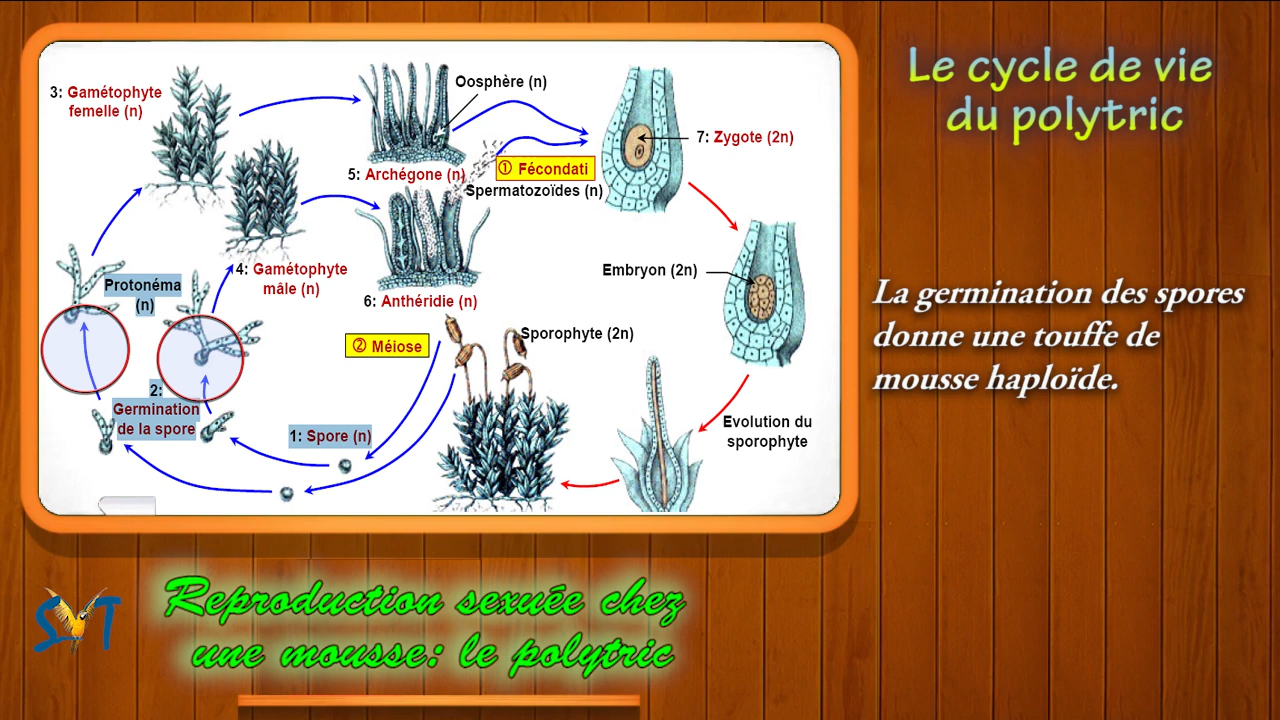 Le cycle de vie
du polytric
3: Gamétophyte
femelle (n)
Oosphère (n)
7: Zygote (2n)
① Fécondati
5: Archégone (n)
Spermatozoïdes (n)
4: Gamétophyte
mâle (n)
Protonéma
(n)
6: Anthéridie (n)
Embryon (2n)
② Méiose
Sporophyte (2n)
2:
Germination
de la spore
1: Spore (n)
Evolution du
sporophyte
La germination des spores
donne une touffe de
mousse haploïde.
SVT
Reproduction sexuée chez
une mousse: le polytric